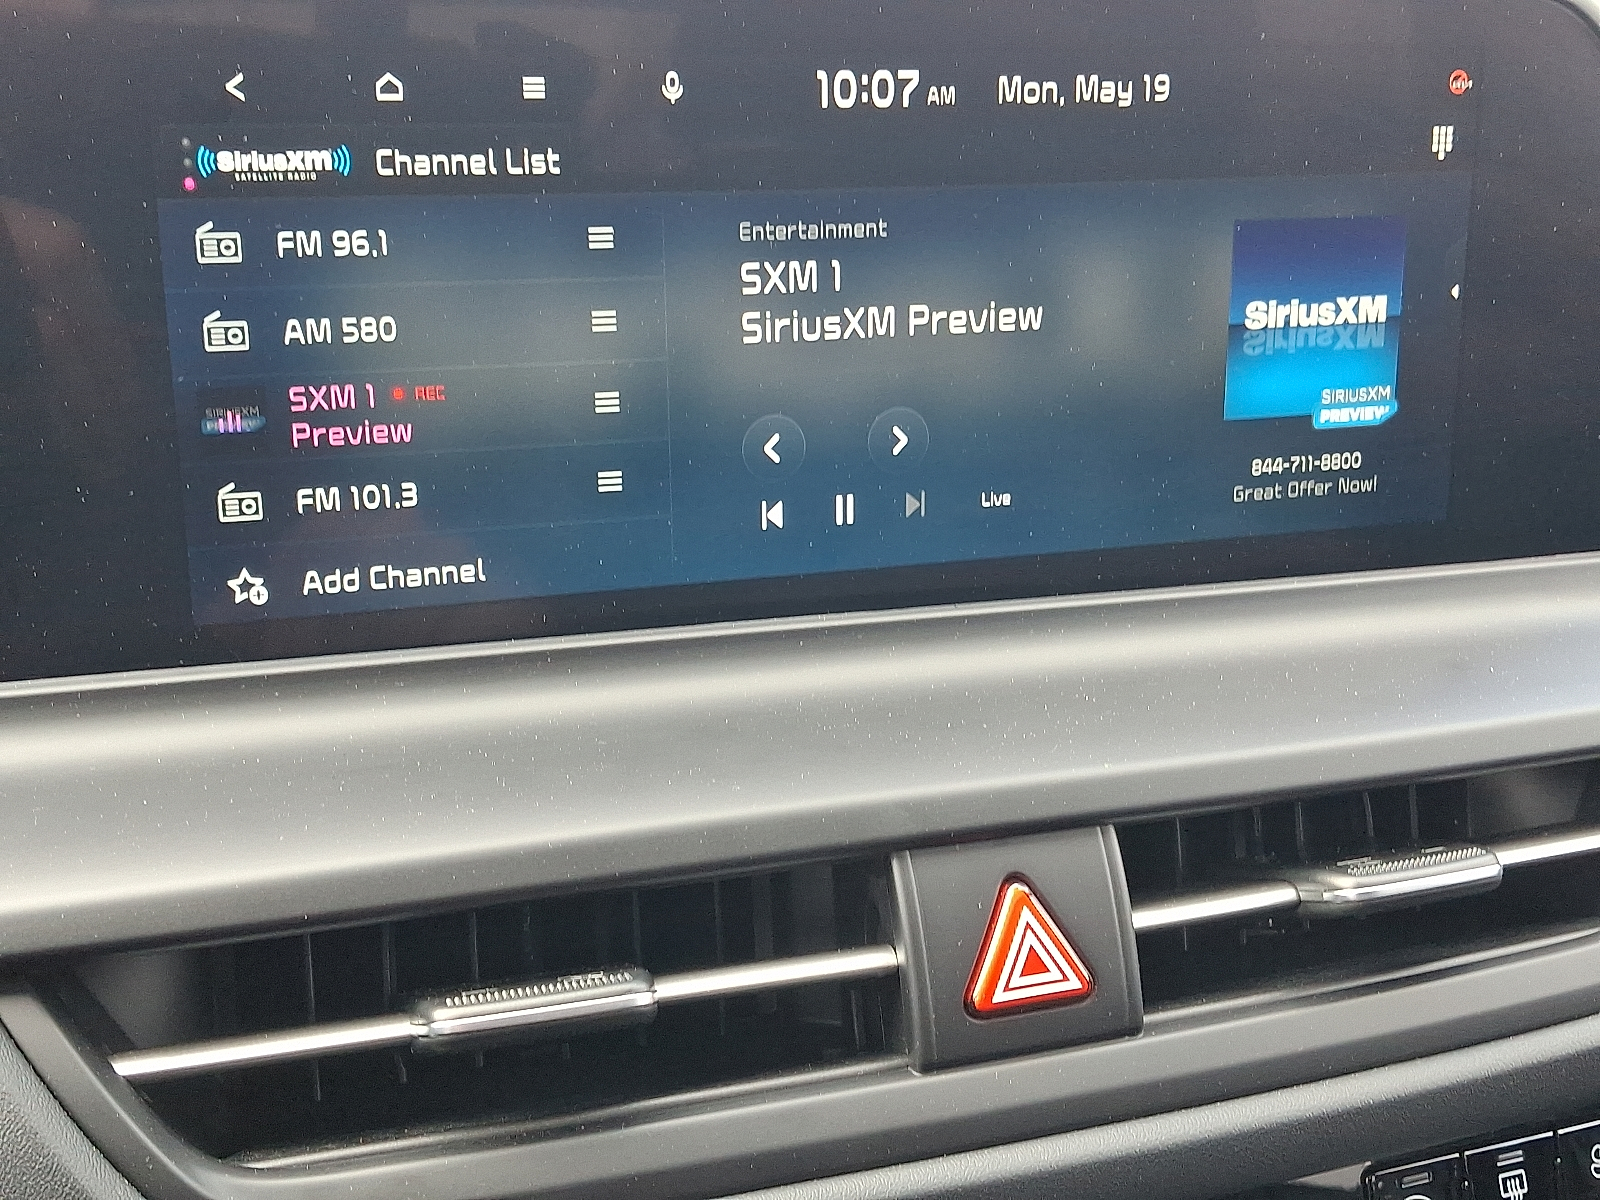 10:07 AM Mon, May 19
SiriusXM Channel List
SATELLITE RADIO
FM 96.1
AM 580
SXM 1 REC
Preview
FM 101.3
Add Channel
Entertainment
SXM 1
SiriusXM Preview
Live
SiriusXM
SIRIUSXM
PREVIEW
844-711-8800
Great Offer Now!